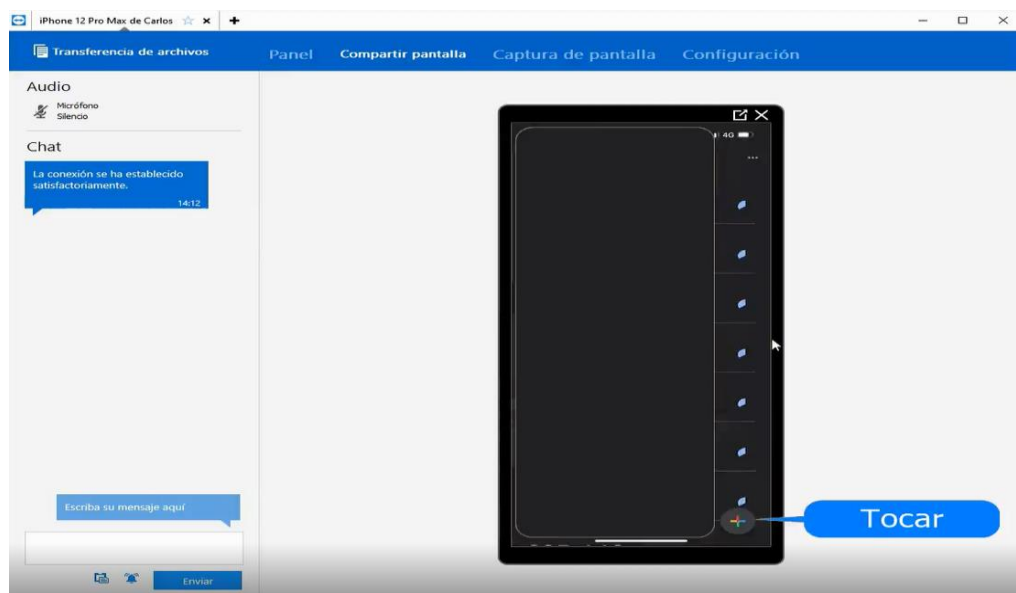 iPhone 12 Pro Max de Carlos
Transferencia de archivos
Panel
Compartir pantalla
Captura de pantalla
Configuración
Audio
Micrófono
Silencio
Chat
La conexión se ha establecido
satisfactoriamente.
14:12
4G
Tocar
Escriba su mensaje aquí
Enviar